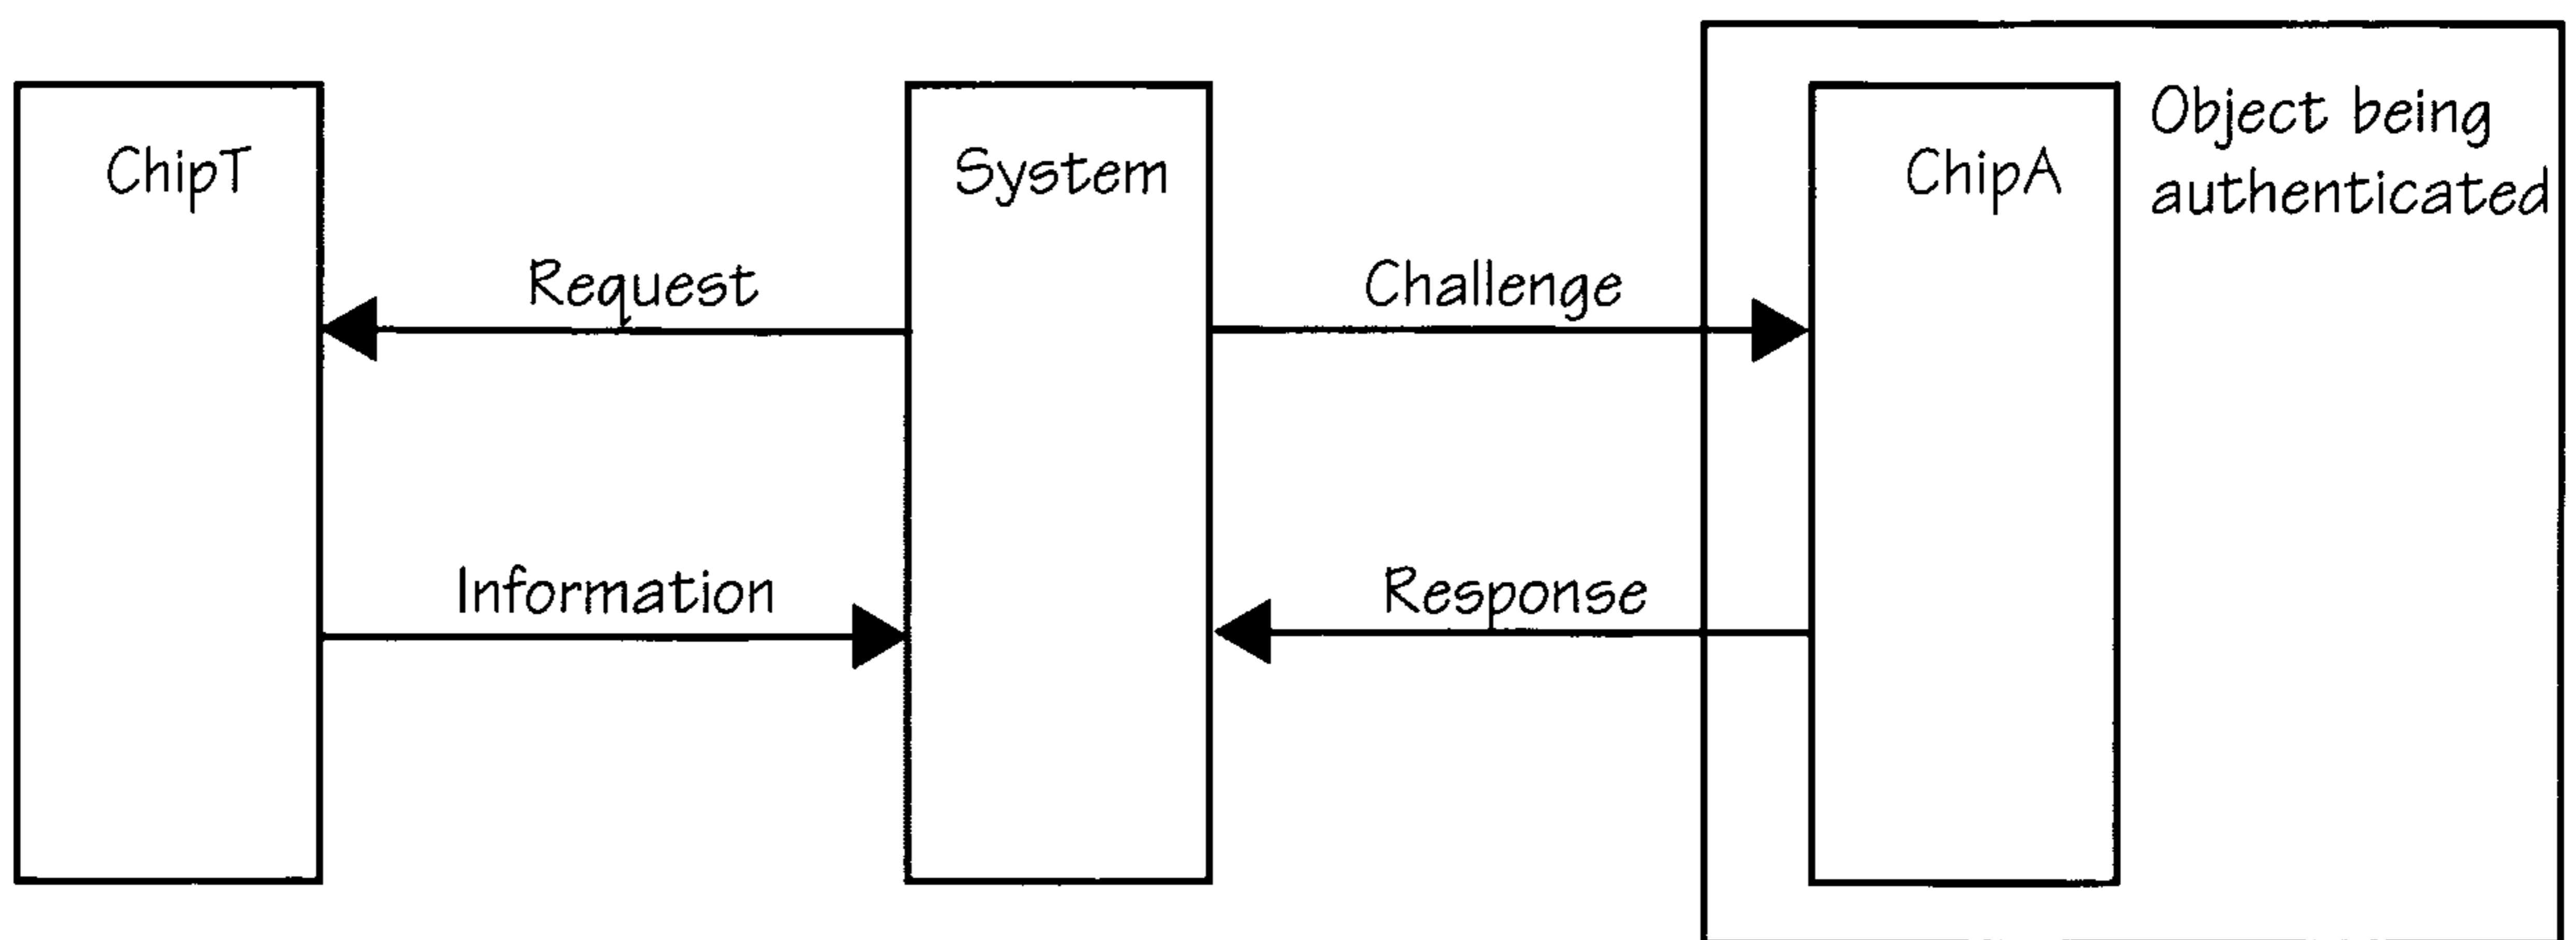 ChipT
System
ChipA
Object being
authenticated
Request
Challenge
Information
Response